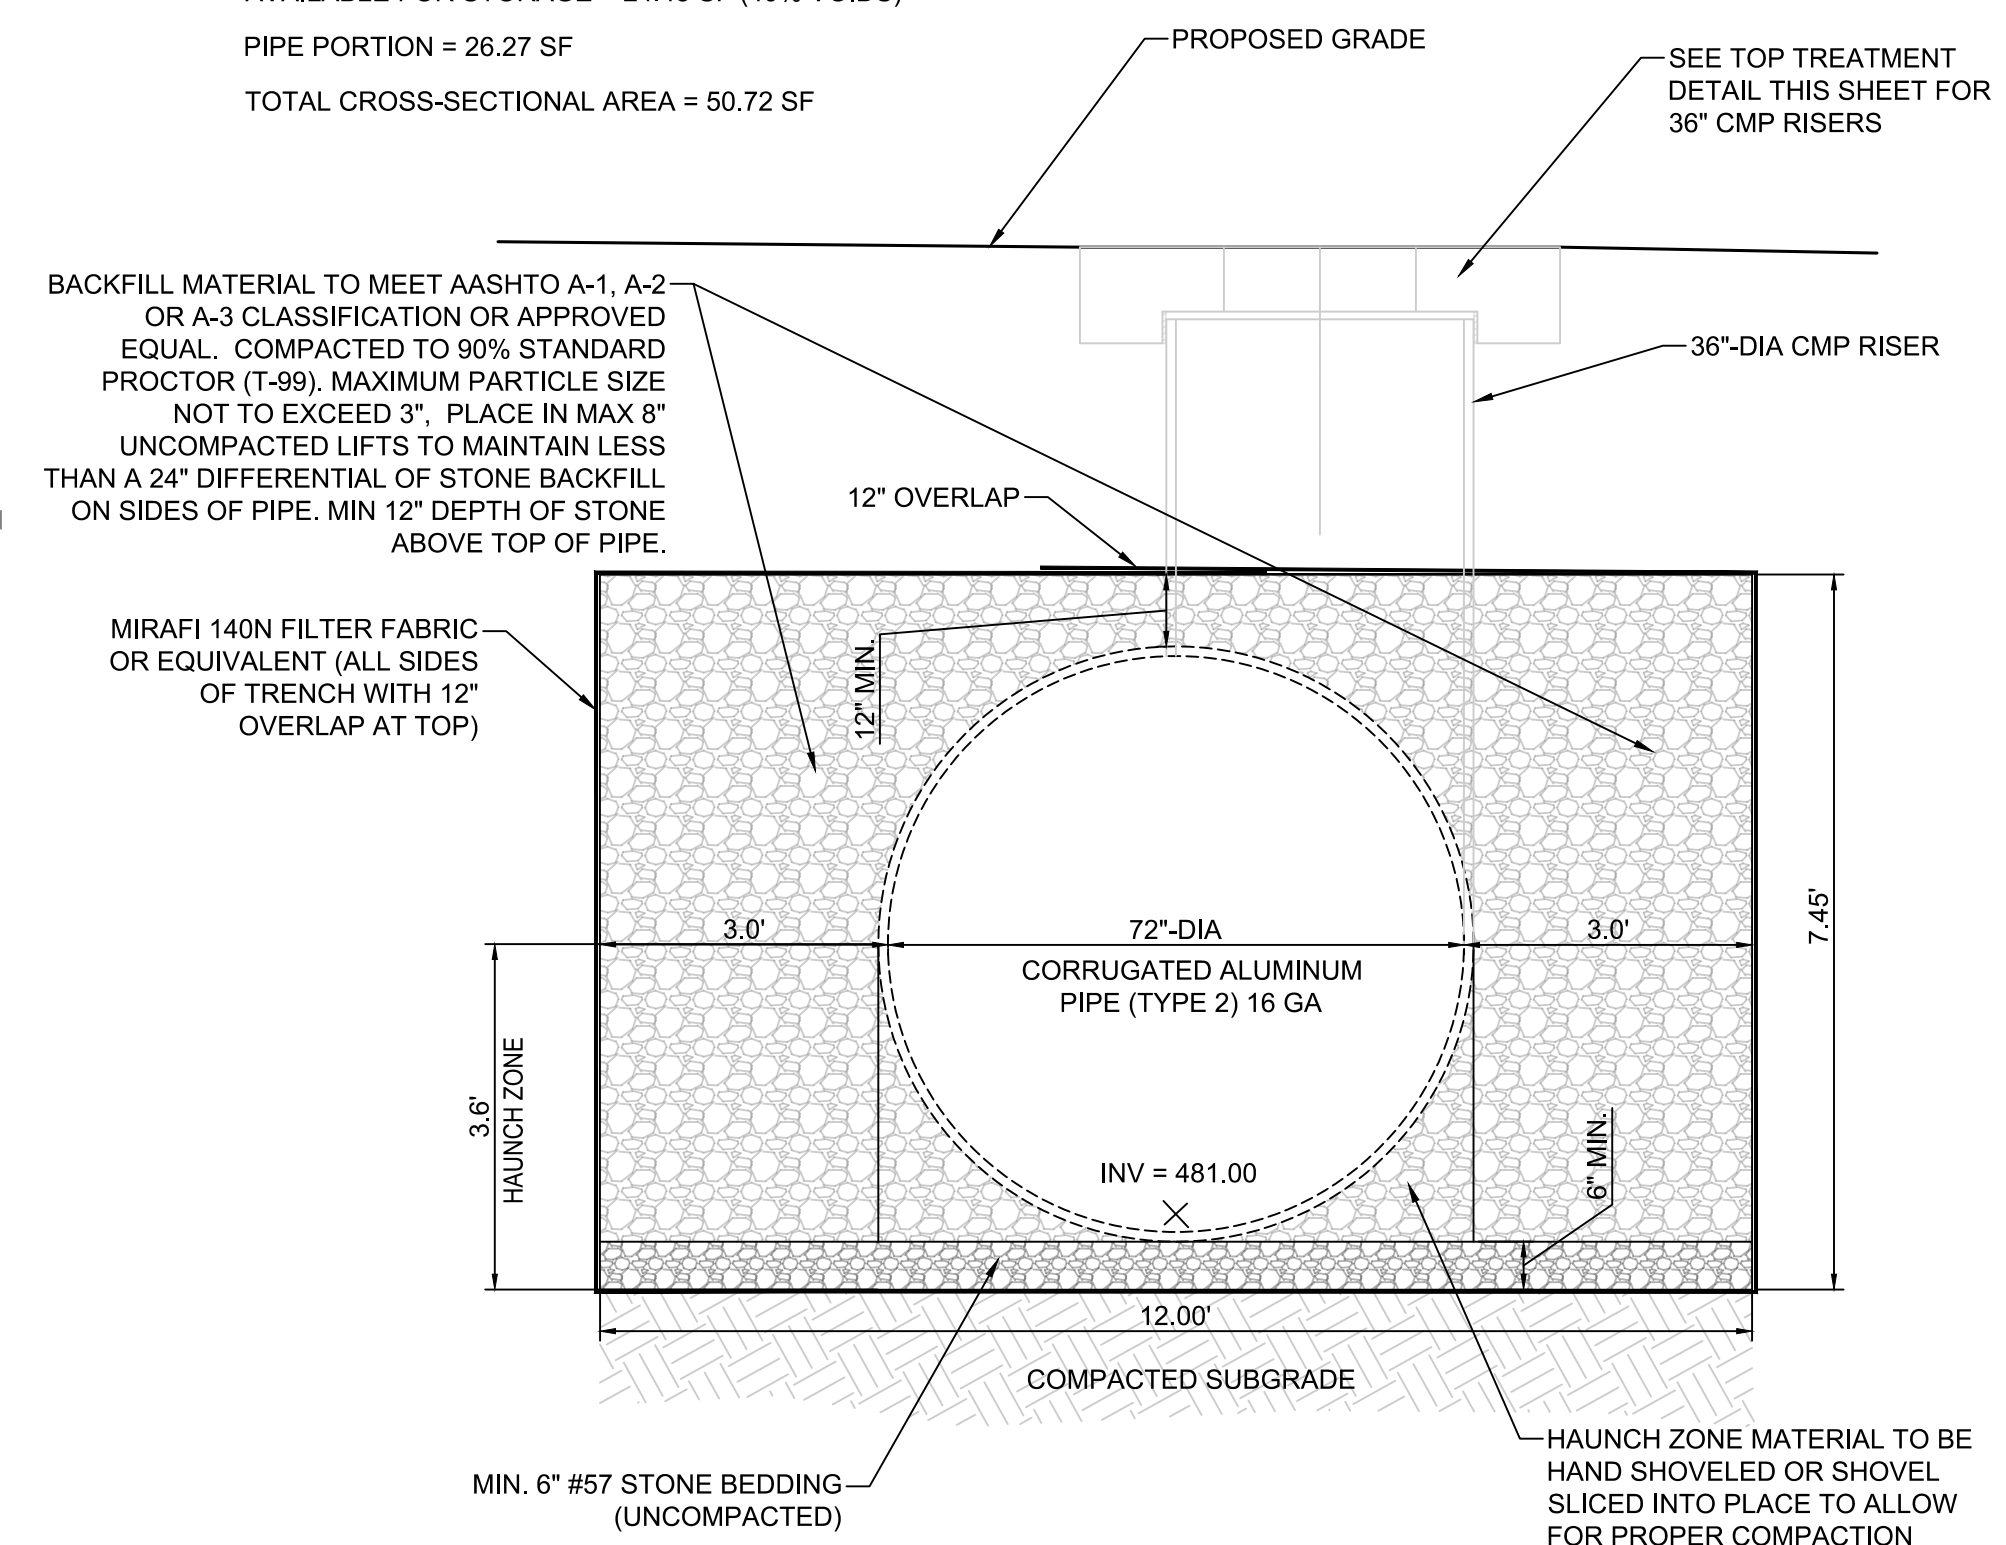 PIPE PORTION = 26.27 SF
TOTAL CROSS-SECTIONAL AREA = 50.72 SF
PROPOSED GRADE
SEE TOP TREATMENT
DETAIL THIS SHEET FOR
36" CMP RISERS
BACKFILL MATERIAL TO MEET AASHTO A-1, A-2
OR A-3 CLASSIFICATION OR APPROVED
EQUAL. COMPACTED TO 90% STANDARD
PROCTOR (T-99). MAXIMUM PARTICLE SIZE
NOT TO EXCEED 3", PLACE IN MAX 8"
UNCOMPACTED LIFTS TO MAINTAIN LESS
THAN A 24" DIFFERENTIAL OF STONE BACKFILL
ON SIDES OF PIPE. MIN 12" DEPTH OF STONE
ABOVE TOP OF PIPE.
36"-DIA CMP RISER
12" OVERLAP
MIRAFI 140N FILTER FABRIC
OR EQUIVALENT (ALL SIDES
OF TRENCH WITH 12"
OVERLAP AT TOP)
12" MIN.
3.0'
72"-DIA
3.0'
7.45'
CORRUGATED ALUMINUM
PIPE (TYPE 2) 16 GA
3.6'
HAUNCH ZONE
INV = 481.00
6" MIN.
12.00'
COMPACTED SUBGRADE
MIN. 6" #57 STONE BEDDING
(UNCOMPACTED)
HAUNCH ZONE MATERIAL TO BE
HAND SHOVELED OR SHOVEL
SLICED INTO PLACE TO ALLOW
FOR PROPER COMPACTION